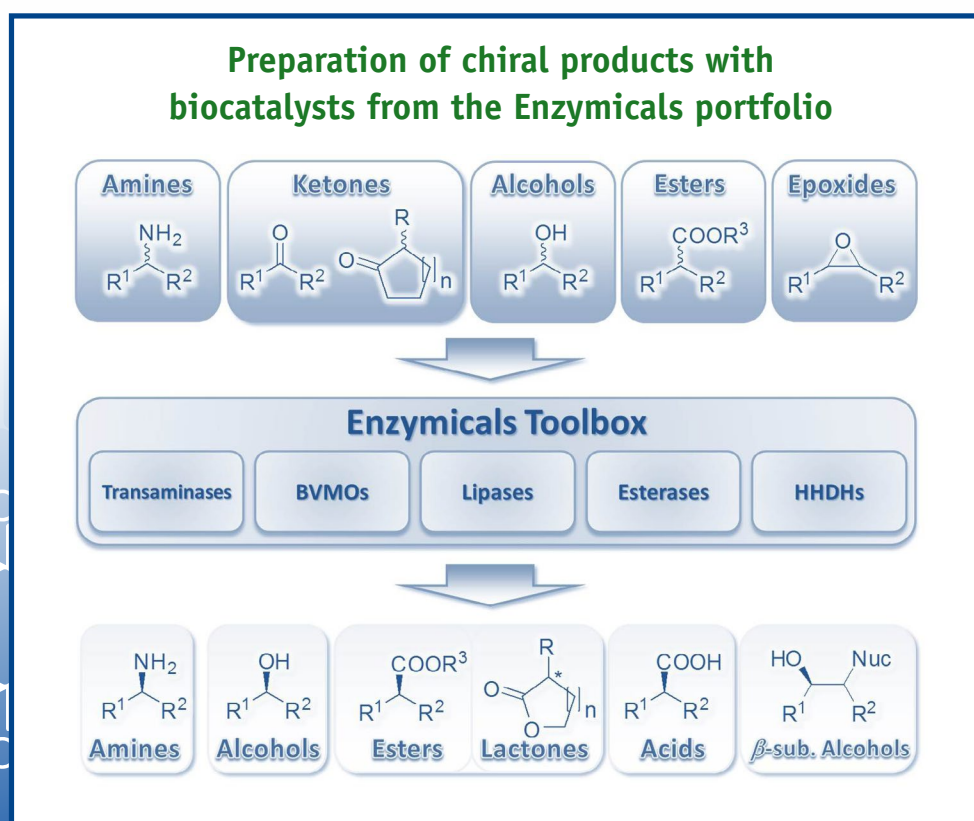 Preparation of chiral products with
biocatalysts from the Enzymicals portfolio
Amines
NH₂
R¹ R²
Ketones
O
R¹ R²
R
O
n
Alcohols
OH
R¹ R²
Esters
COOR³
R¹ R²
Epoxides
O
R¹ R²
Enzymicals Toolbox
Transaminases
BVMOs
Lipases
Esterases
HHDHs
NH₂
R¹ R²
Amines
OH
R¹ R²
Alcohols
COOR³
R¹ R²
Esters
R
*
O
n
O
Lactones
COOH
R¹ R²
Acids
HO Nuc
R¹ R²
β-sub. Alcohols